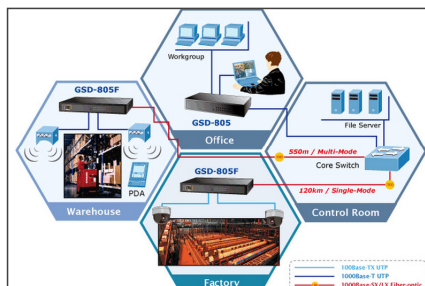 Workgroup
GSD-805F
GSD-805
File Server
Office
550m / Multi-Mode
Core Switch
GSD-805F
PDA
120km / Single-Mode
Warehouse
Control Room
Factory
100Base-TX UTP
1000Base-T UTP
1000Base-SX/LX Fiber-optic